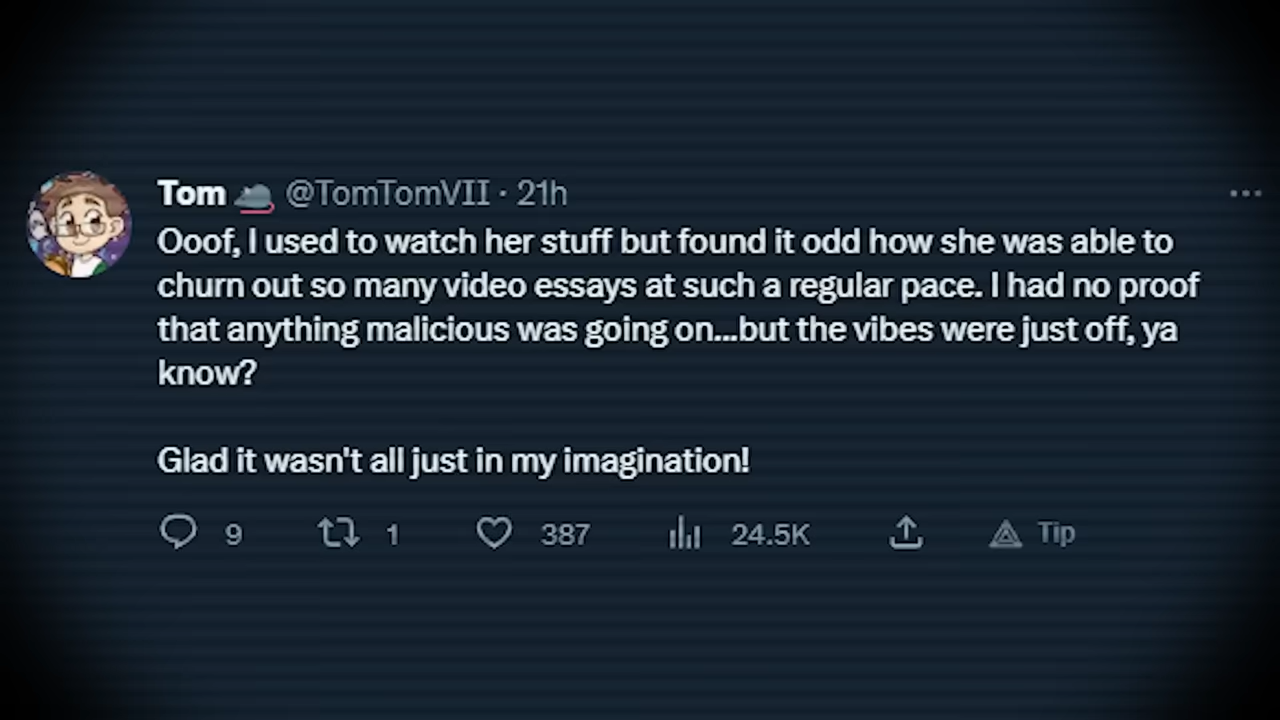 Tom 🐀 @TomTomVII · 21h
Ooof, I used to watch her stuff but found it odd how she was able to
churn out so many video essays at such a regular pace. I had no proof
that anything malicious was going on...but the vibes were just off, ya
know?
Glad it wasn't all just in my imagination!
9 1 387 24.5K Tip